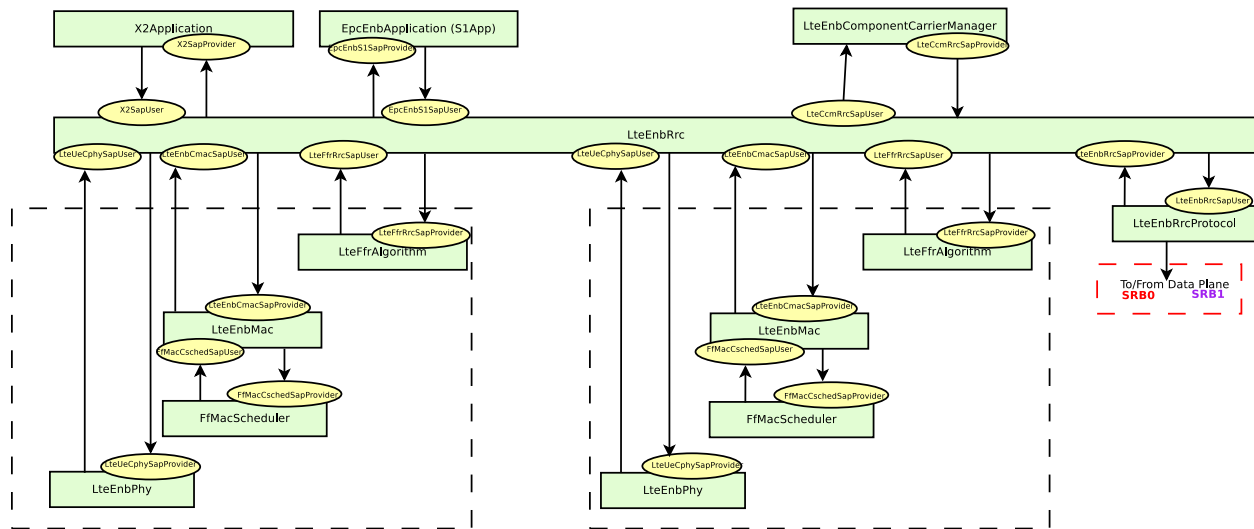 X2Application
EpcEnbApplication (S1App)
LteEnbComponentCarrierManager
X2SapProvider
EpcEnbS1SapProvider
LteCcmRrcSapProvider
X2SapUser
EpcEnbS1SapUser
LteCcmRrcSapUser
LteEnbRrc
LteUeCphySapUser
LteEnbCmacSapUser
LteFfrRrcSapUser
LteUeCphySapUser
LteEnbCmacSapUser
LteFfrRrcSapUser
LteEnbRrcSapProvider
LteEnbRrcSapUser
LteEnbRrcProtocol
LteFfrRrcSapProvider
LteFfrAlgorithm
LteFfrRrcSapProvider
LteFfrAlgorithm
To/From Data Plane
SRB0
SRB1
LteEnbCmacSapProvider
LteEnbMac
FfMacCschedSapUser
FfMacCschedSapProvider
FfMacScheduler
LteUeCphySapProvider
LteEnbPhy
LteEnbCmacSapProvider
LteEnbMac
FfMacCschedSapUser
FfMacCschedSapProvider
FfMacScheduler
LteUeCphySapProvider
LteEnbPhy